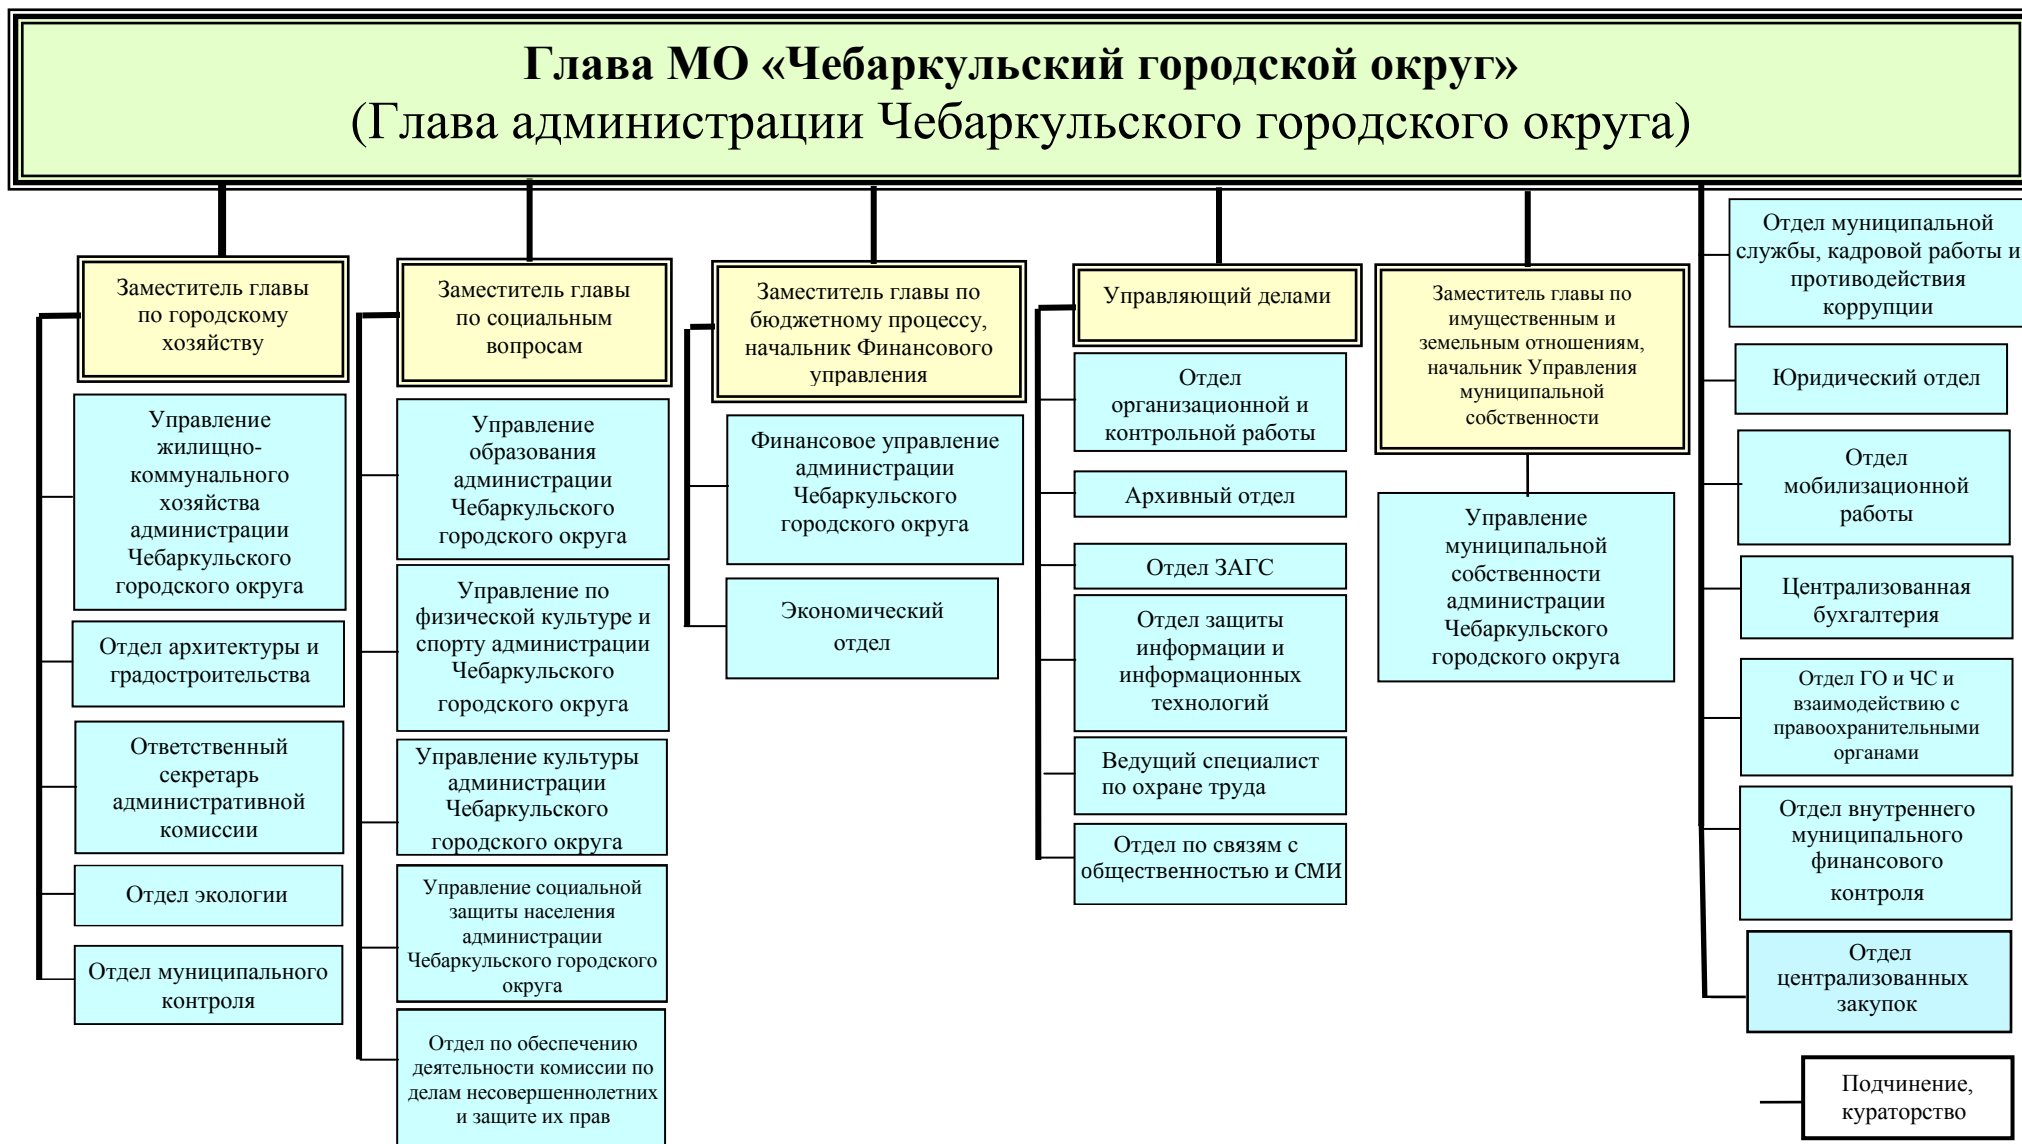 Глава МО «Чебаркульский городской округ»
(Глава администрации Чебаркульского городского округа)
Заместитель главы
по городскому
хозяйству
Управление
жилищно-
коммунального
хозяйства
администрации
Чебаркульского
городского округа
Отдел архитектуры и
градостроительства
Ответственный
секретарь
административной
комиссии
Отдел экологии
Отдел муниципального
контроля
Заместитель главы
по социальным
вопросам
Управление
образования
администрации
Чебаркульского
городского округа
Управление по
физической культуре и
спорту администрации
Чебаркульского
городского округа
Управление культуры
администрации
Чебаркульского
городского округа
Управление социальной
защиты населения
администрации
Чебаркульского городского
округа
Отдел по обеспечению
деятельности комиссии по
делам несовершеннолетних
и защите их прав
Заместитель главы по
бюджетному процессу,
начальник Финансового
управления
Финансовое управление
администрации
Чебаркульского
городского округа
Экономический
отдел
Управляющий делами
Отдел
организационной и
контрольной работы
Архивный отдел
Отдел ЗАГС
Отдел защиты
информации и
информационных
технологий
Ведущий специалист
по охране труда
Отдел по связям с
общественностью и СМИ
Заместитель главы по
имущественным и
земельным отношениям,
начальник Управления
муниципальной
собственности
Управление
муниципальной
собственности
администрации
Чебаркульского
городского округа
Отдел муниципальной
службы, кадровой работы и
противодействия
коррупции
Юридический отдел
Отдел
мобилизационной
работы
Централизованная
бухгалтерия
Отдел ГО и ЧС и
взаимодействию с
правоохранительными
органами
Отдел внутреннего
муниципального
финансового
контроля
Отдел
централизованных
закупок
Подчинение,
кураторство